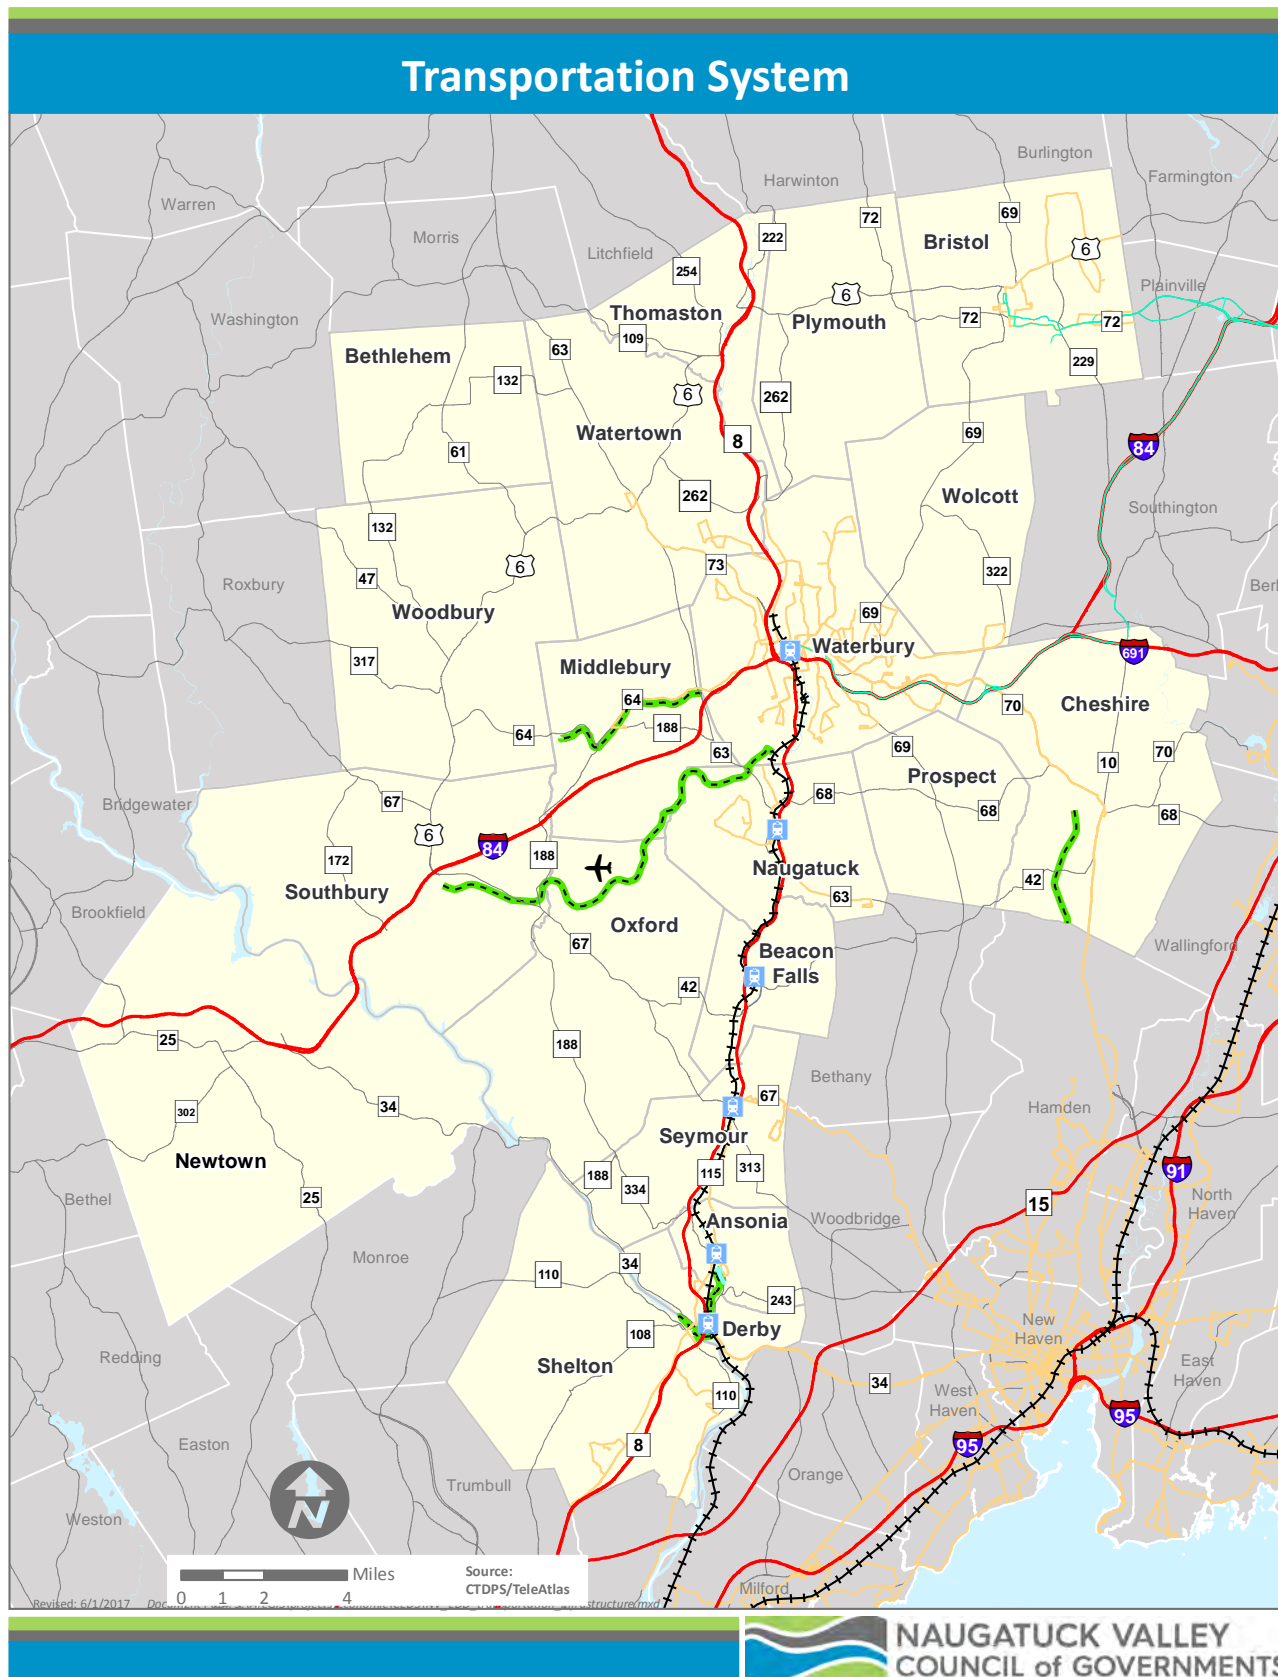 Transportation System
Burlington
Harwinton
Farmington
Warren
Morris
Litchfield
72
69
222
Bristol
6
254
Plainville
6
Washington
Thomaston
Plymouth
72
72
109
Bethlehem
63
229
132
6
262
Watertown
69
8
84
61
262
Wolcott
Southington
132
6
73
322
47
Roxbury
Berl
Woodbury
69
Waterbury
691
317
Middlebury
64
70
Cheshire
188
64
63
69
70
10
Prospect
67
68
68
68
Bridgewater
6
84
188
172
Naugatuck
42
Southbury
63
Brookfield
Oxford
67
Beacon
Falls
Wallingford
42
25
188
Bethany
67
34
Hamden
302
Seymour
Newtown
115
313
91
188
334
25
Bethel
15
North
Haven
Ansonia
Woodbridge
Monroe
34
110
243
New
Haven
Derby
108
Redding
Shelton
East
Haven
34
West
Haven
110
95
95
8
Easton
Orange
Trumbull
N
Weston
Miles
0 1 2 4
Source:
CTDPS/TeleAtlas
Milford
Revised: 6/1/2017
NAUGATUCK VALLEY
COUNCIL of GOVERNMENTS